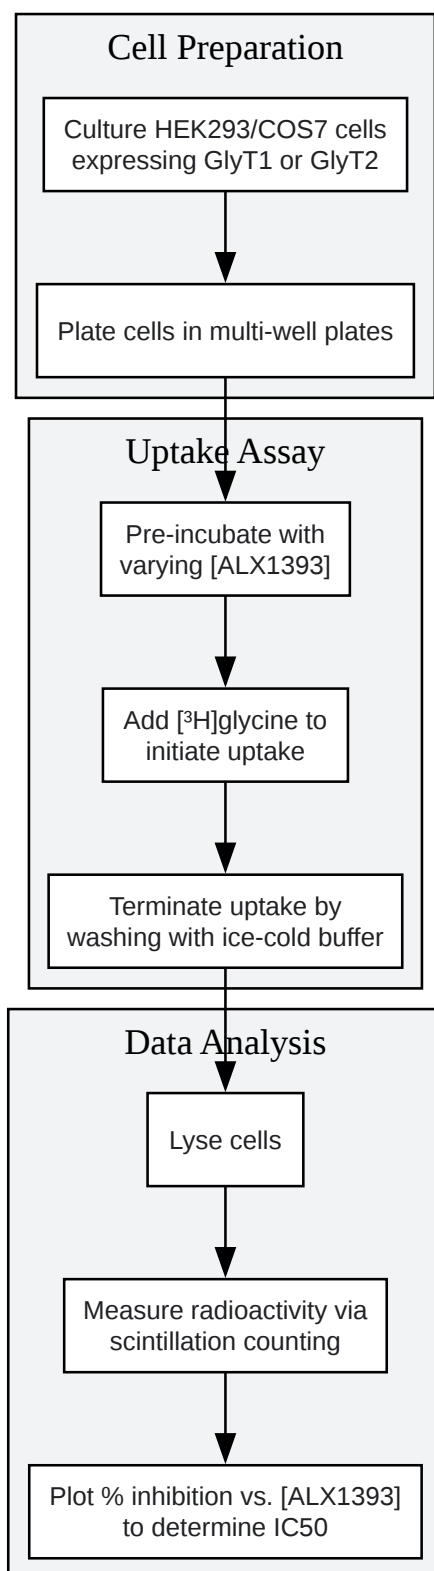 Cell Preparation
Culture HEK293/COS7 cells
expressing GlyT1 or GlyT2
Plate cells in multi-well plates
Uptake Assay
Pre-incubate with
varying [ALX1393]
Add [³H]glycine to
initiate uptake
Terminate uptake by
washing with ice-cold buffer
Data Analysis
Lyse cells
Measure radioactivity via
scintillation counting
Plot % inhibition vs. [ALX1393]
to determine IC50